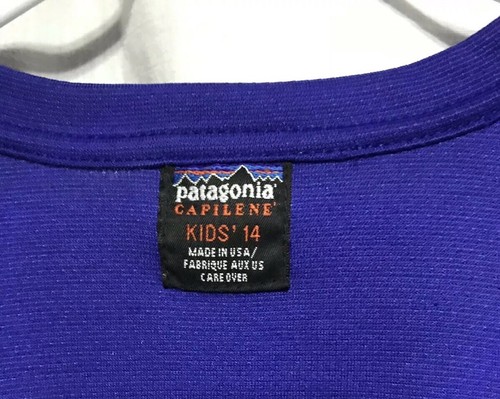 patagonia®
CAPILENE®
KIDS' 14
MADE IN USA/
FABRIQUE AUX US
CARE OVER